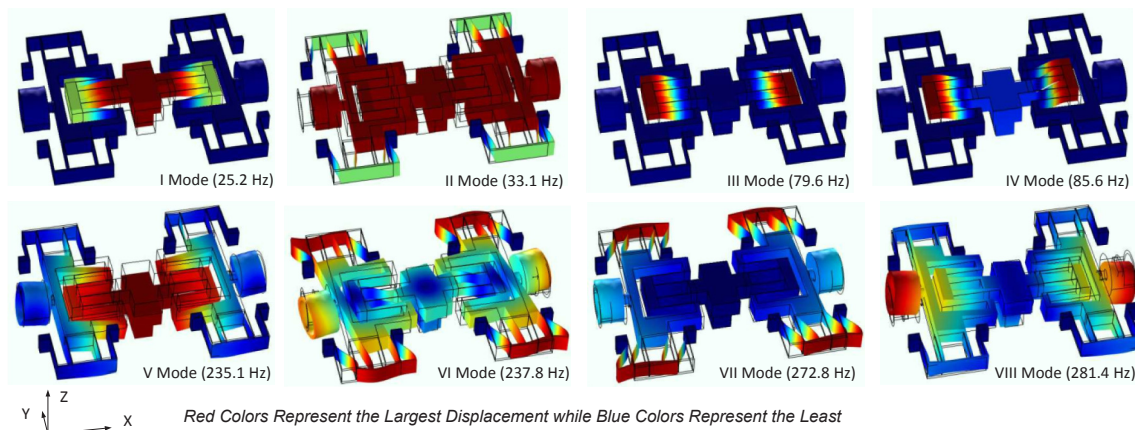 I Mode (25.2 Hz)
II Mode (33.1 Hz)
III Mode (79.6 Hz)
IV Mode (85.6 Hz)
V Mode (235.1 Hz)
VI Mode (237.8 Hz)
VII Mode (272.8 Hz)
VIII Mode (281.4 Hz)
Z
Y
X
Red Colors Represent the Largest Displacement while Blue Colors Represent the Least